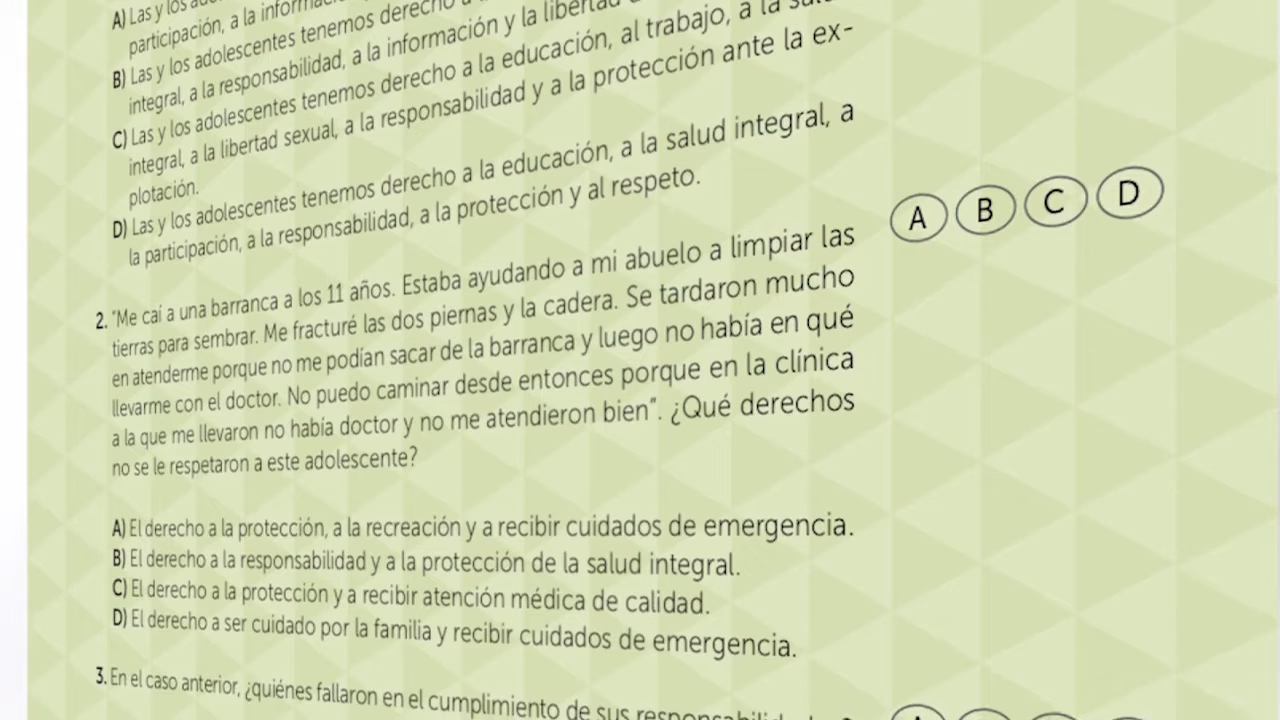 A) Las y los
participación, a la
B) Las y los adolescentes tenemos derecho a
integral, a la responsabilidad, a la información y la libertad
C) Las y los adolescentes tenemos derecho a la educación, al trabajo, a la
integral, a la libertad sexual, a la responsabilidad y a la protección ante la ex-
plotación.
D) Las y los adolescentes tenemos derecho a la educación, a la salud integral, a
la participación, a la responsabilidad, a la protección y al respeto.
A B C D
2. "Me caí a una barranca a los 11 años. Estaba ayudando a mi abuelo a limpiar las
tierras para sembrar. Me fracturé las dos piernas y la cadera. Se tardaron mucho
en atenderme porque no me podían sacar de la barranca y luego no había en qué
llevarme con el doctor. No puedo caminar desde entonces porque en la clínica
a la que me llevaron no había doctor y no me atendieron bien". ¿Qué derechos
no se le respetaron a este adolescente?
A) El derecho a la protección, a la recreación y a recibir cuidados de emergencia.
B) El derecho a la responsabilidad y a la protección de la salud integral.
C) El derecho a la protección y a recibir atención médica de calidad.
D) El derecho a ser cuidado por la familia y recibir cuidados de emergencia.
3. En el caso anterior, ¿quiénes fallaron en el cumplimiento de sus